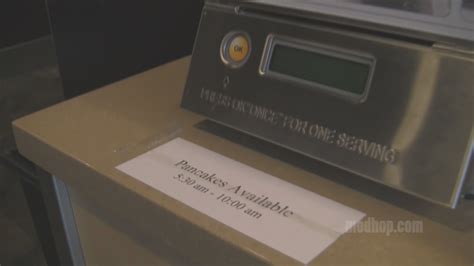 OK
PRESS OK 'ONCE' FOR ONE SERVING
Pancakes Available
5:30 am - 10:00 am
medhop.com